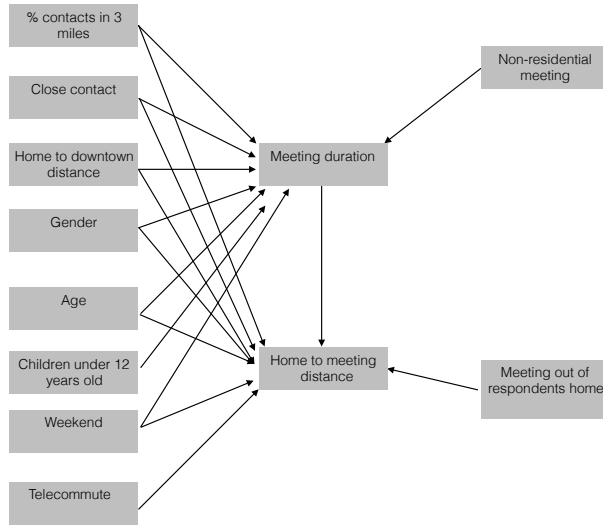 % contacts in 3
miles
Close contact
Home to downtown
distance
Gender
Age
Children under 12
years old
Weekend
Telecommute
Meeting duration
Home to meeting
distance
Non-residential
meeting
Meeting out of
respondents home